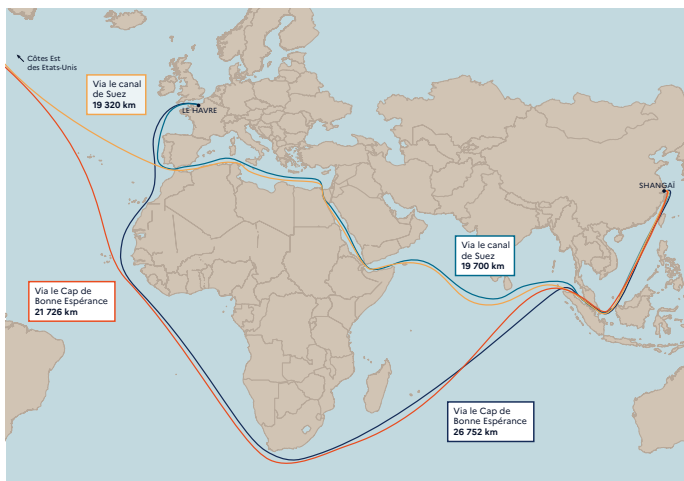 Côtes Est
des Etats-Unis
Via le canal
de Suez
19 320 km
LE HAVRE
SHANGAÏ
Via le canal
de Suez
19 700 km
Via le Cap de
Bonne Espérance
21 726 km
Via le Cap de
Bonne Espérance
26 752 km